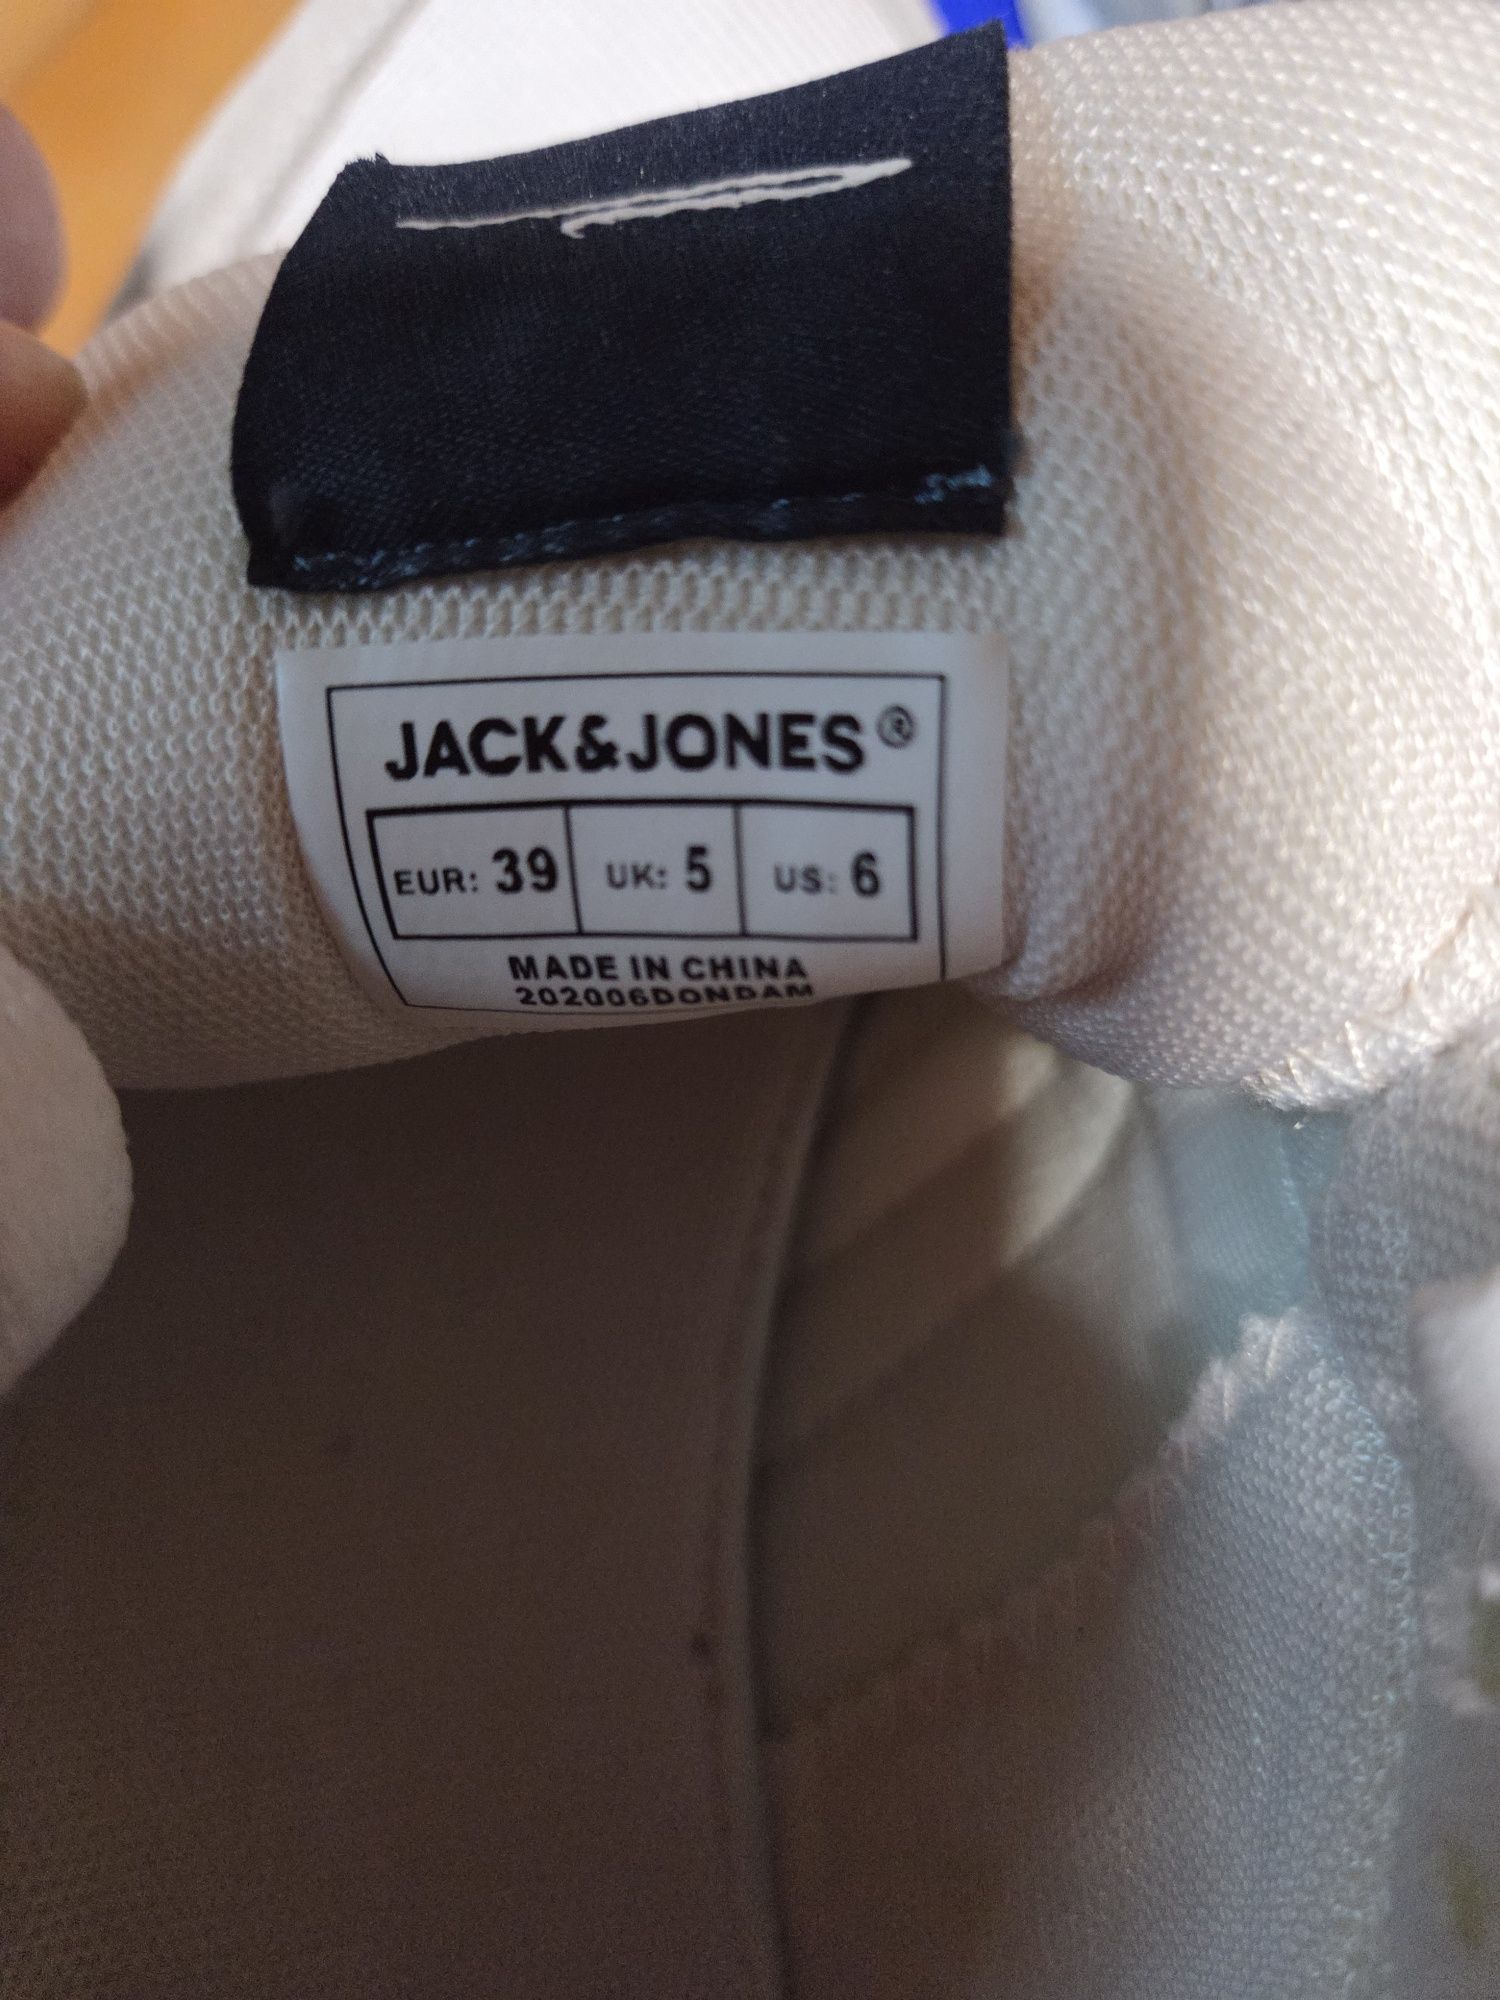 JACK&JONES®
EUR: 39 UK: 5 US: 6
MADE IN CHINA
202006DONDAM